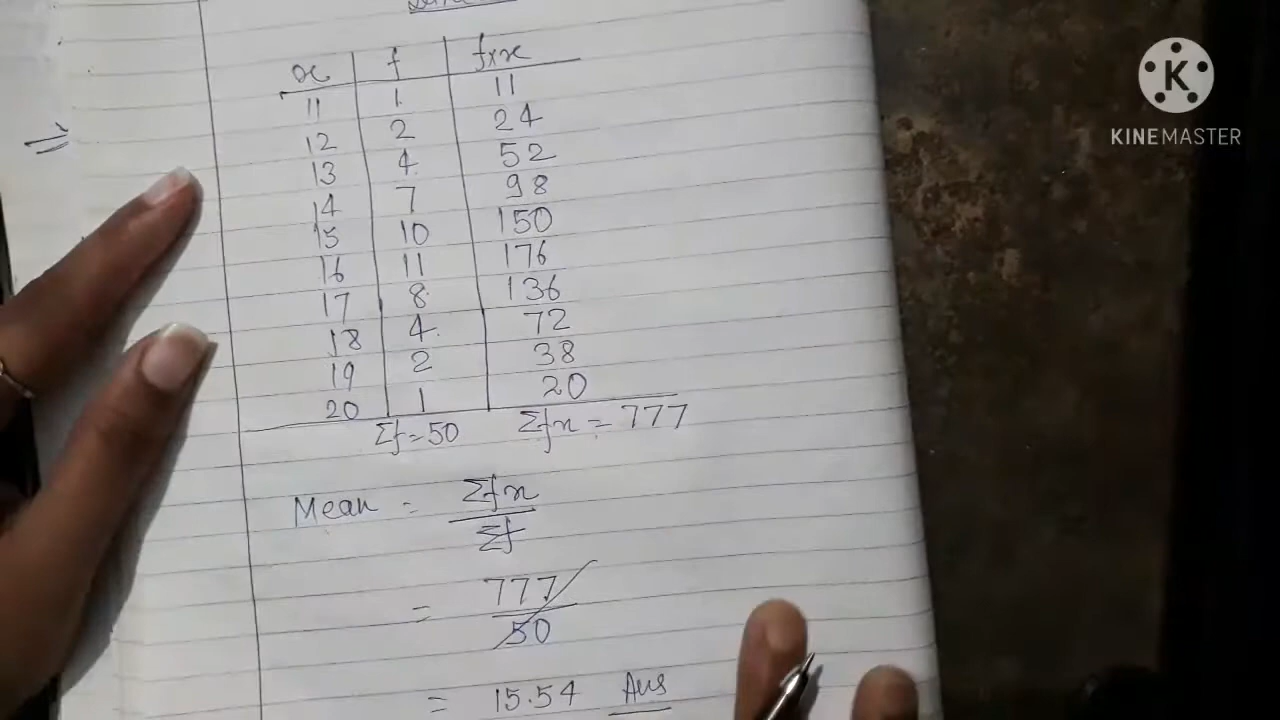 x f f×x
11 1 11
12 2 24
13 4 52
14 7 98
15 10 150
16 11 176
17 8 136
18 4 72
19 2 38
20 1 20
Σf=50 Σfx=777
Mean = Σfx
Σf
= 777
50
= 15.54 Ans
K
KINEMASTER